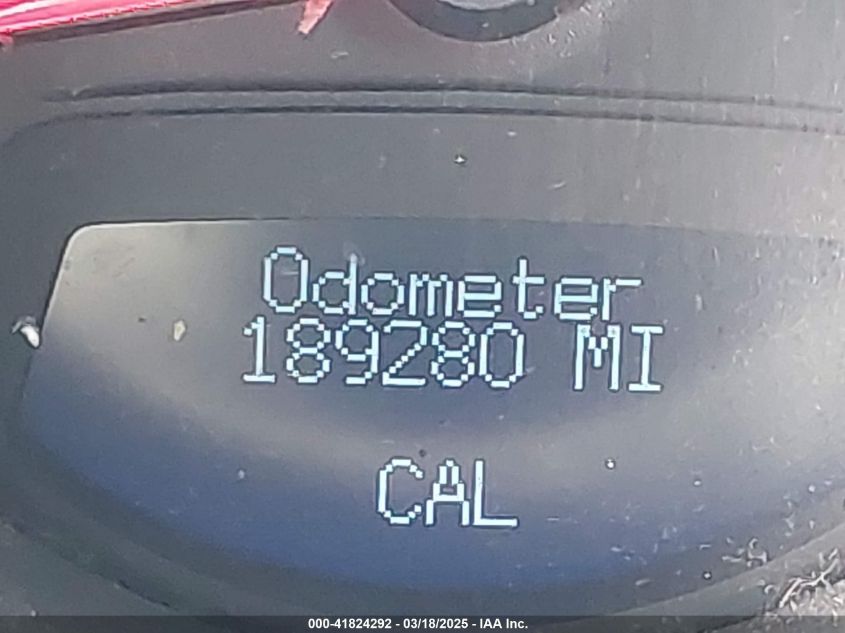 Odometer
189280 MI
CAL
000-41824292 - 03/18/2025 - IAA Inc.